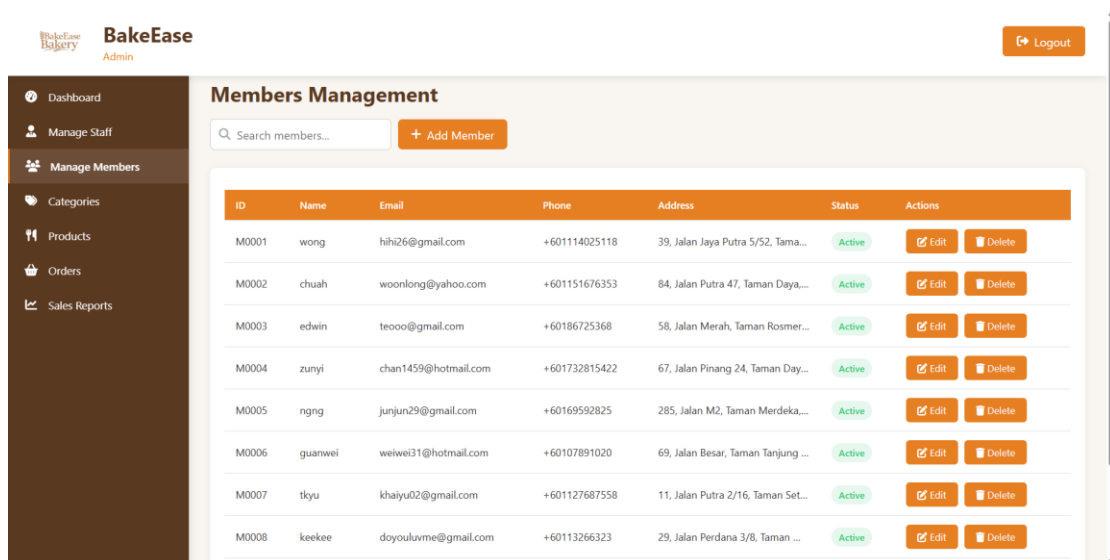 BakeEase
Bakery
BakeEase
Admin
Logout
Dashboard
Manage Staff
Manage Members
Categories
Products
Orders
Sales Reports
Members Management
Search members...
+ Add Member
ID Name Email Phone Address Status Actions
M0001 wong hihi26@gmail.com +601114025118 39, Jalan Jaya Putra 5/52, Tama... Active Edit Delete
M0002 chuah woonlong@yahoo.com +601151676353 84, Jalan Putra 47, Taman Daya,... Active Edit Delete
M0003 edwin teooo@gmail.com +60186725368 58, Jalan Merah, Taman Rosmer... Active Edit Delete
M0004 zunyi chan1459@hotmail.com +601732815422 67, Jalan Pinang 24, Taman Day... Active Edit Delete
M0005 ngng junjun29@gmail.com +60169592825 285, Jalan M2, Taman Merdeka,... Active Edit Delete
M0006 guanwei weiwei31@hotmail.com +60107891020 69, Jalan Besar, Taman Tanjung ... Active Edit Delete
M0007 tkyu khaiyu02@gmail.com +601127687558 11, Jalan Putra 2/16, Taman Set... Active Edit Delete
M0008 keekee doyouluvme@gmail.com +60113266323 29, Jalan Perdana 3/8, Taman ... Active Edit Delete